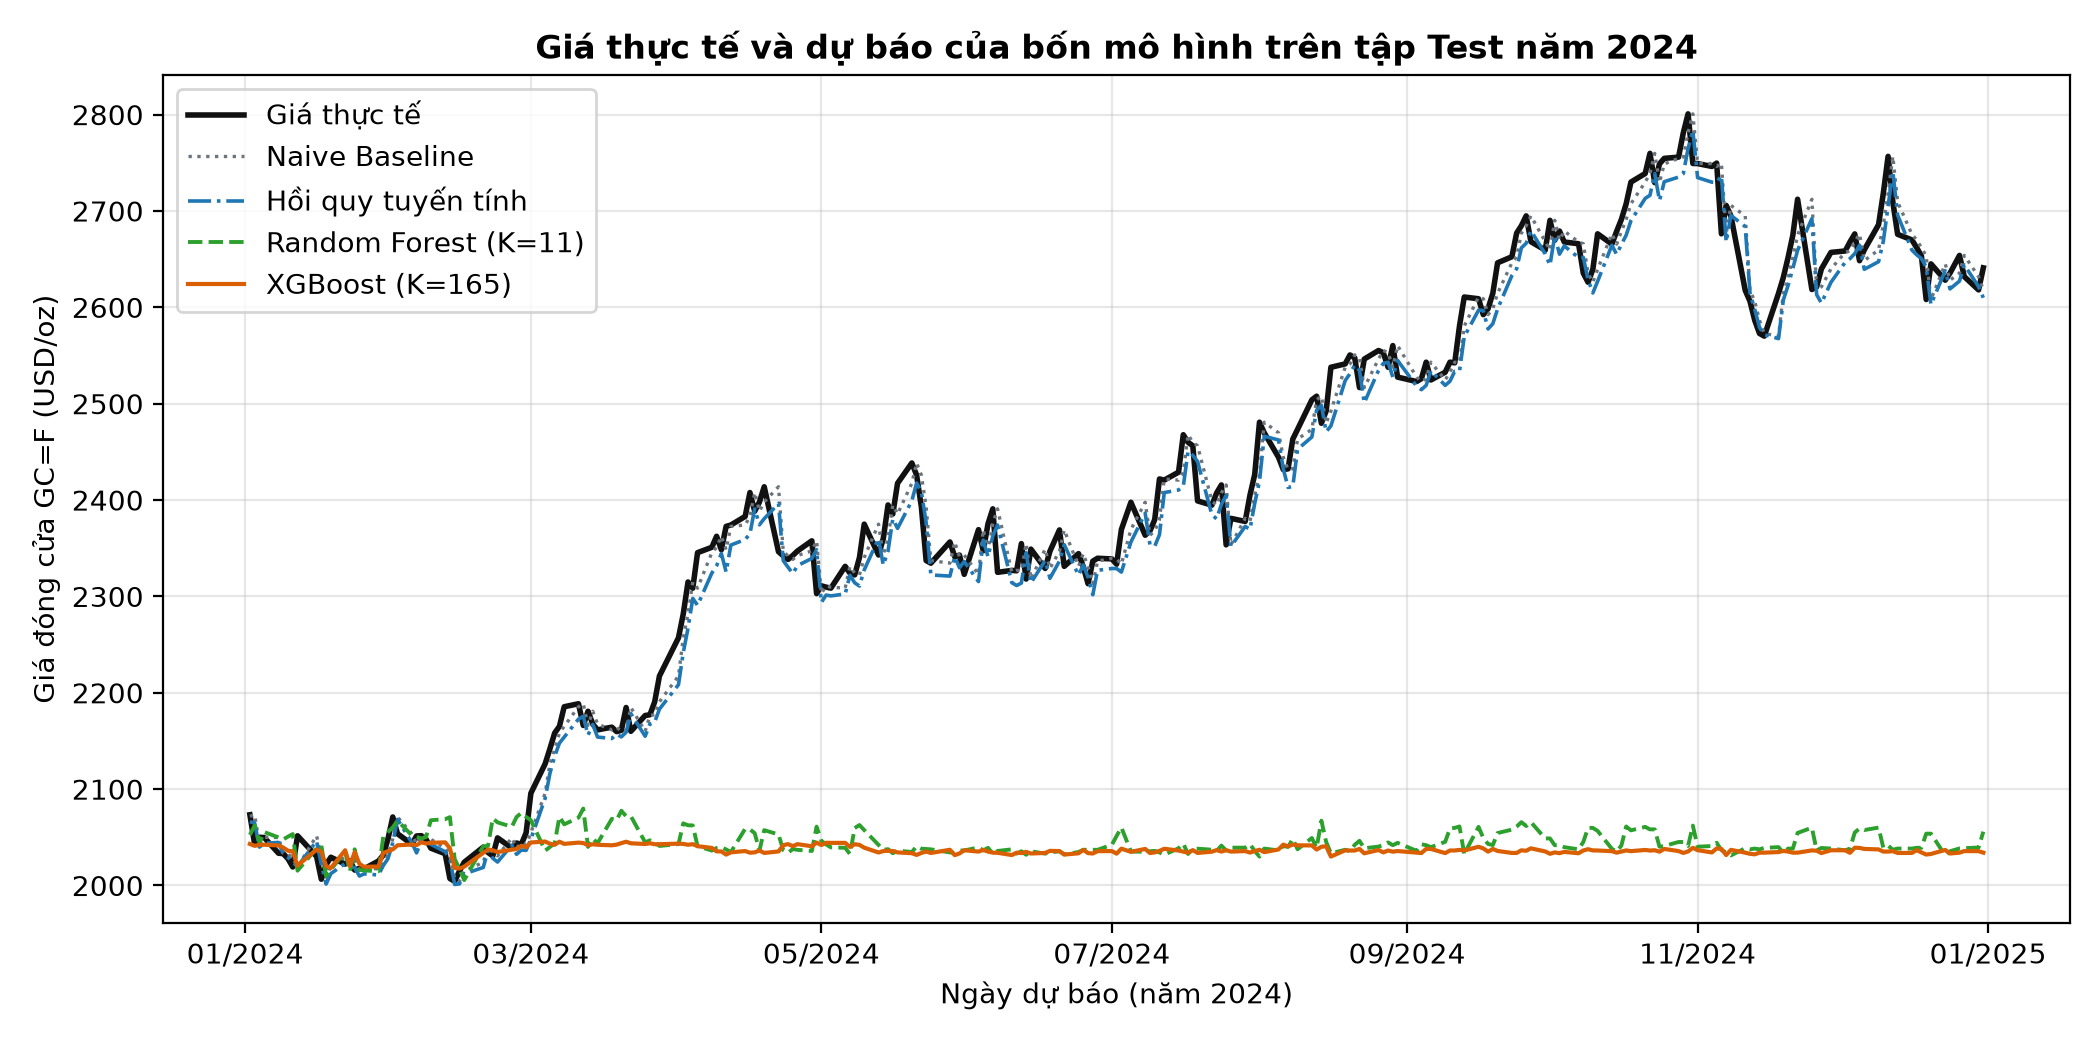 Giá thực tế và dự báo của bốn mô hình trên tập Test năm 2024
Giá thực tế
Naive Baseline
Hồi quy tuyến tính
Random Forest (K=11)
XGBoost (K=165)
Giá đóng cửa GC=F (USD/oz)
2800
2700
2600
2500
2400
2300
2200
2100
2000
01/2024
03/2024
05/2024
07/2024
09/2024
11/2024
01/2025
Ngày dự báo (năm 2024)